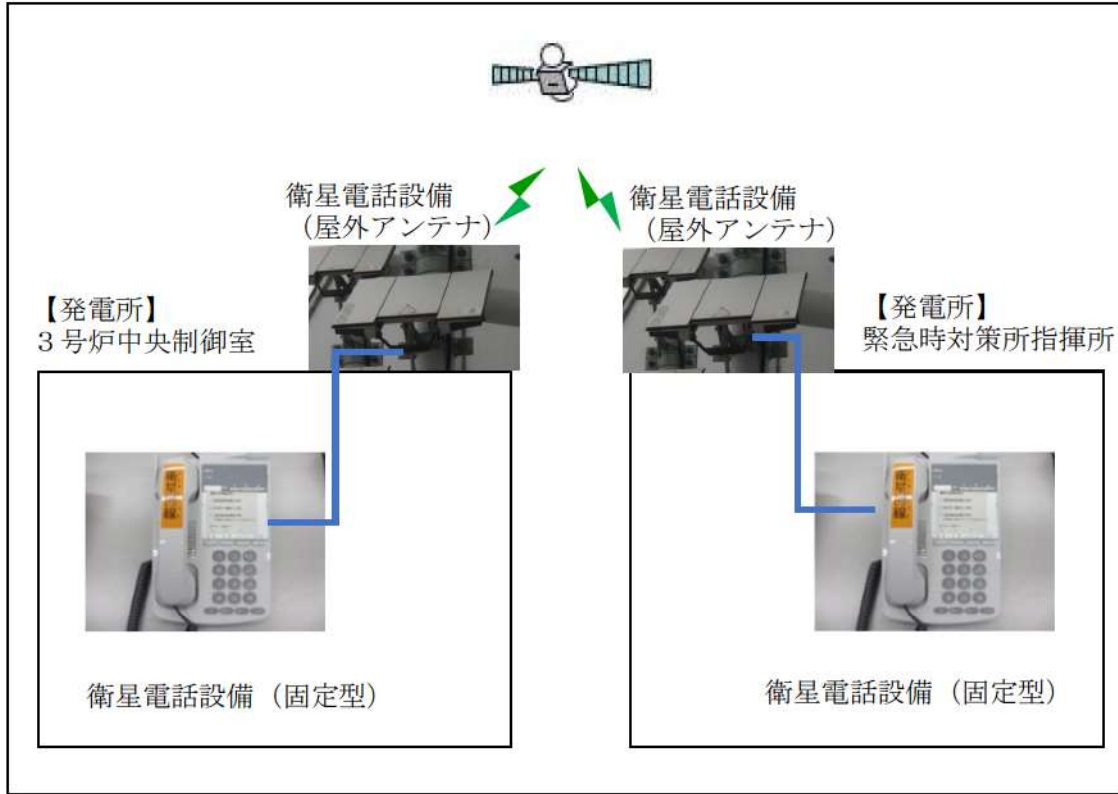 衛星電話設備
（屋外アンテナ）
衛星電話設備
（屋外アンテナ）
【発電所】
３号炉中央制御室
【発電所】
緊急時対策所指揮所
衛星電話設備（固定型）
衛星電話設備（固定型）